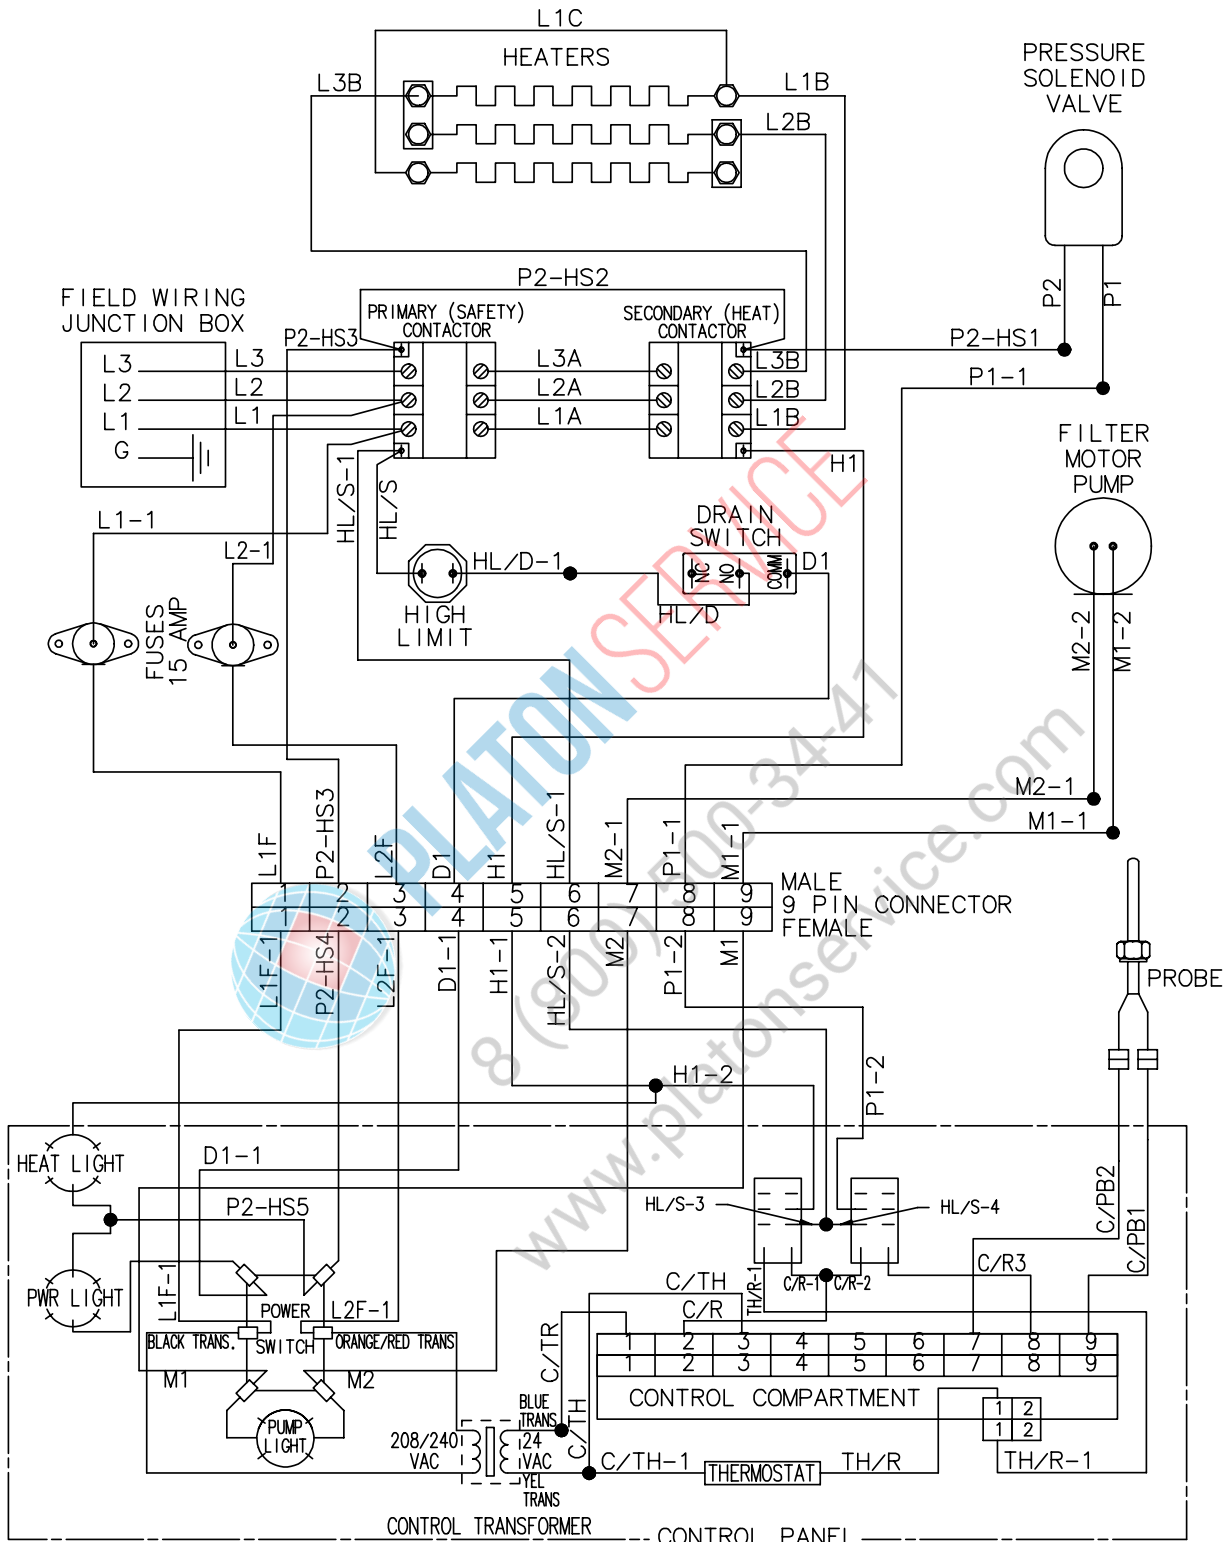 L1C
HEATERS
L3B
L1B
L2B
PRESSURE
SOLENOID
VALVE
P2
P1
P2-HS2
FIELD WIRING
JUNCTION BOX
PRIMARY (SAFETY)
CONTACTOR
SECONDARY (HEAT)
CONTACTOR
P2-HS3
P2-HS1
L3
L3
L3A
L3B
P1-1
L2
L2
L2A
L2B
L1
L1
L1A
L1B
G
H1
FILTER
MOTOR
PUMP
HL/S-1
HL/S
L1-1
L2-1
DRAIN
SWITCH
HL/D-1
NC
NO
COMM
D1
HL/D
HIGH
LIMIT
FUSES
15 AMP
M2-2
M1-2
M2-1
M1-1
L1F
P2-HS3
L2F
D1
H1
HL/S-1
M2-1
P1-1
M1-1
1 2 3 4 5 6 7 8 9
1 2 3 4 5 6 7 8 9
MALE
9 PIN CONNECTOR
FEMALE
L1F-1
P2-HS4
L2F-1
D1-1
H1-1
HL/S-2
M2
P1-2
M1
PROBE
H1-2
P1-2
HEAT LIGHT
D1-1
P2-HS5
HL/S-3
HL/S-4
C/PB2
C/PB1
PWR LIGHT
L1F-1
POWER
SWITCH
L2F-1
BLACK TRANS.
ORANGE/RED TRANS
M1
M2
PUMP
LIGHT
C/TH
C/R
TH/R-1
C/R-1
C/R-2
C/R3
C/TR
1 2 3 4 5 6 7 8 9
1 2 3 4 5 6 7 8 9
CONTROL COMPARTMENT
1 2
1 2
BLUE
TRANS
C/TH
208/240
VAC
24
VAC
YEL
TRANS
C/TH-1
THERMOSTAT
TH/R
TH/R-1
CONTROL TRANSFORMER
CONTROL PANEL
PLATONSERVICE
8 (909) 500-34-41
www.platonservice.com